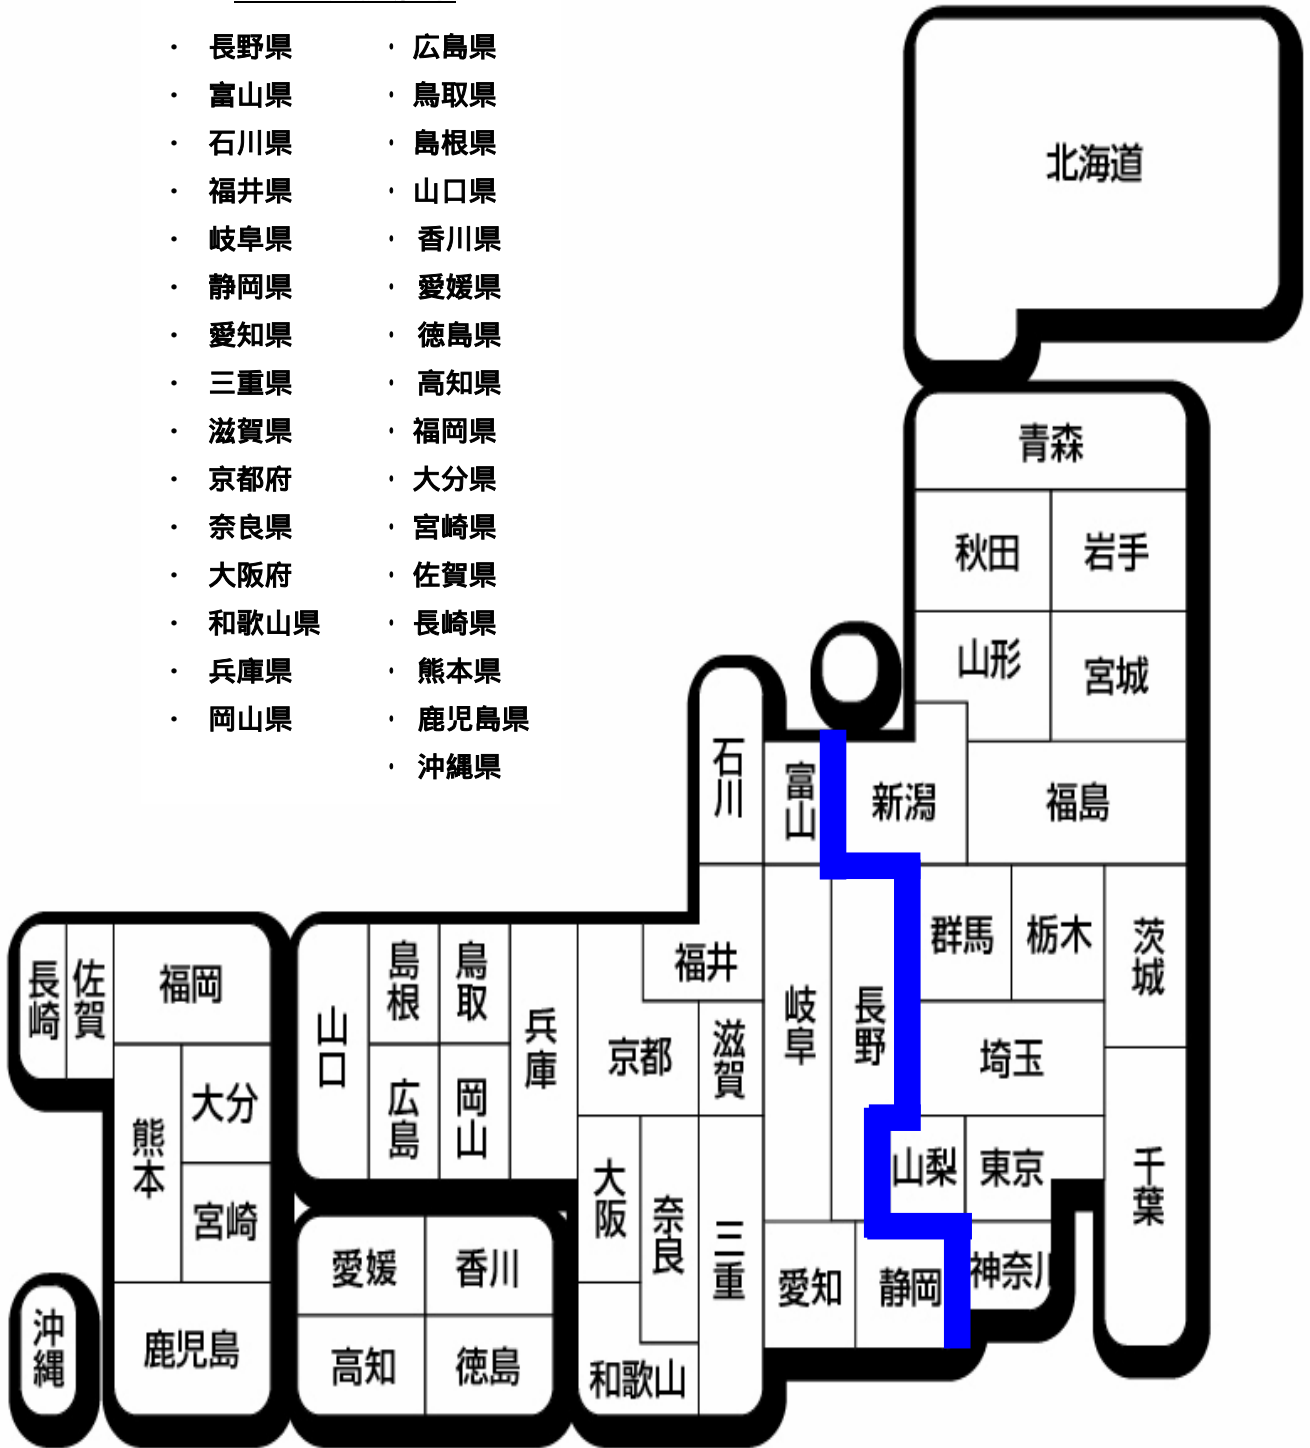 ・ 長野県
・ 富山県
・ 石川県
・ 福井県
・ 岐阜県
・ 静岡県
・ 愛知県
・ 三重県
・ 滋賀県
・ 京都府
・ 奈良県
・ 大阪府
・ 和歌山県
・ 兵庫県
・ 岡山県
・ 広島県
・ 鳥取県
・ 島根県
・ 山口県
・ 香川県
・ 愛媛県
・ 徳島県
・ 高知県
・ 福岡県
・ 大分県
・ 宮崎県
・ 佐賀県
・ 長崎県
・ 熊本県
・ 鹿児島県
・ 沖縄県
北海道
青森
秋田
岩手
山形
宮城
石川
富山
新潟
福島
群馬
栃木
茨城
福井
岐阜
長野
埼玉
滋賀
京都
兵庫
鳥取
島根
岡山
広島
山口
山梨
東京
千葉
神奈川
静岡
愛知
三重
奈良
大阪
和歌山
愛媛
香川
高知
徳島
福岡
佐賀
長崎
大分
熊本
宮崎
鹿児島
沖縄